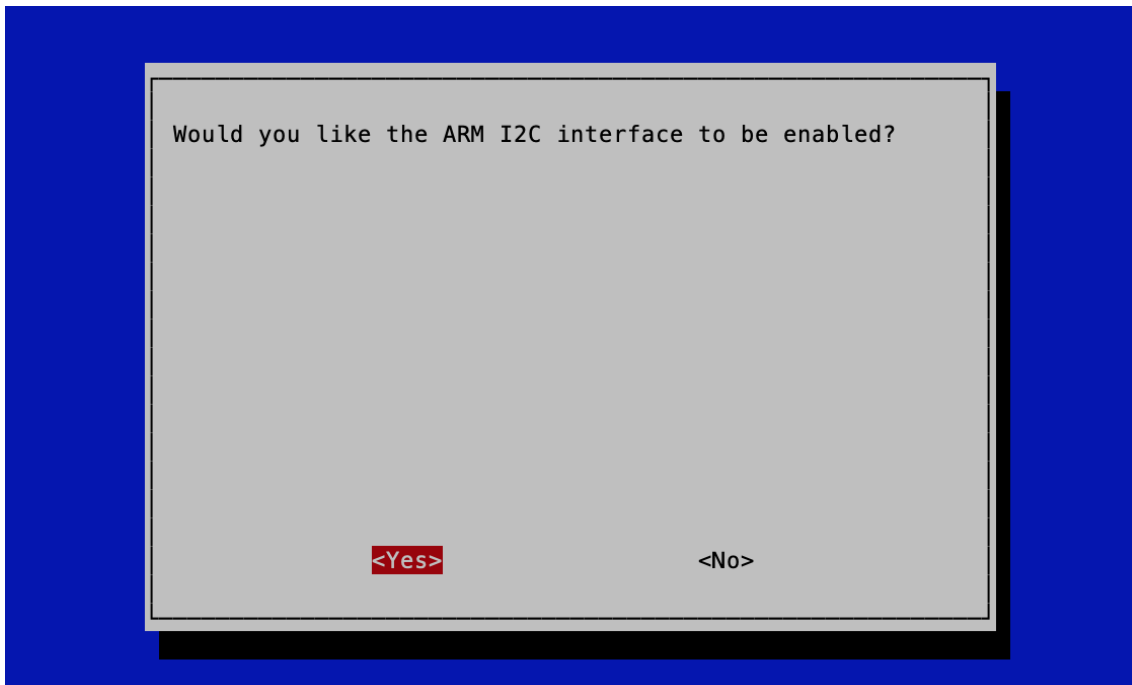 Would you like the ARM I2C interface to be enabled?
<Yes> <No>